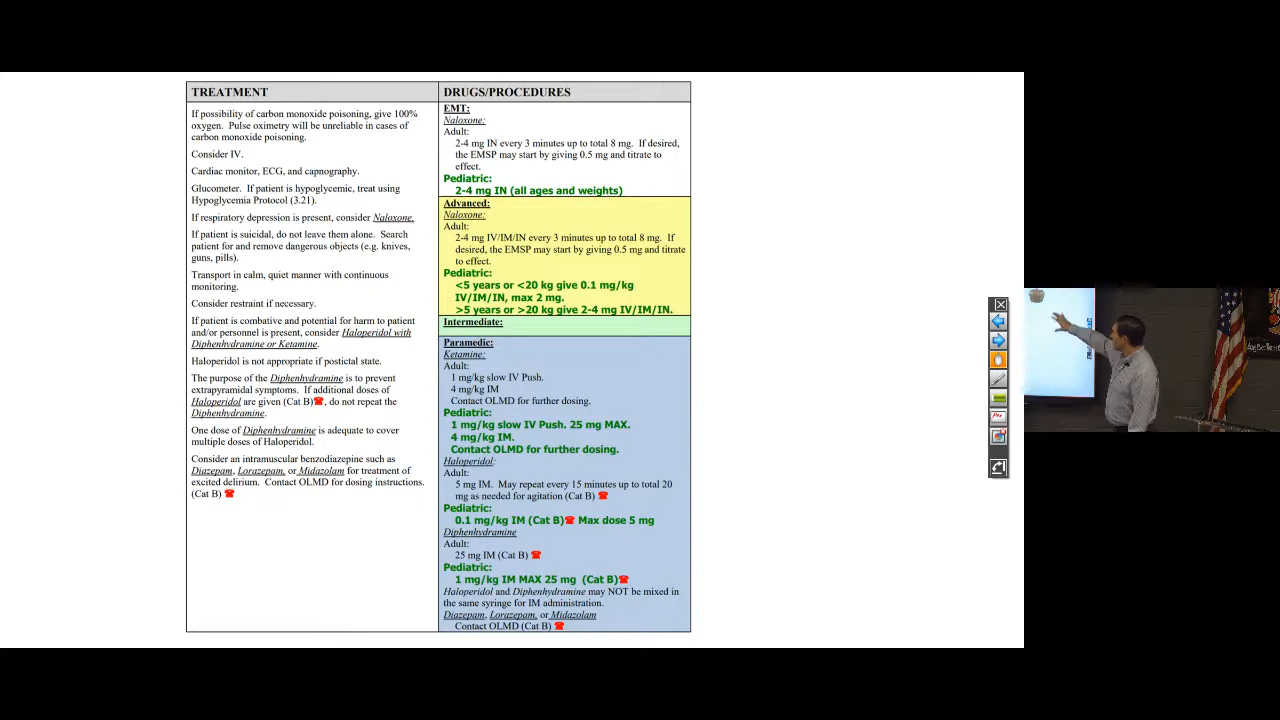 TREATMENT
If possibility of carbon monoxide poisoning, give 100%
oxygen. Pulse oximetry will be unreliable in cases of
carbon monoxide poisoning.
Consider IV.
Cardiac monitor, ECG, and capnography.
Glucometer. If patient is hypoglycemic, treat using
Hypoglycemia Protocol (3.21).
If respiratory depression is present, consider Naloxone.
If patient is suicidal, do not leave them alone. Search
patient for and remove dangerous objects (e.g. knives,
guns, pills).
Transport in calm, quiet manner with continuous
monitoring.
Consider restraint if necessary.
If patient is combative and potential for harm to patient
and/or personnel is present, consider Haloperidol with
Diphenhydramine or Ketamine.
Haloperidol is not appropriate if postictal state.
The purpose of the Diphenhydramine is to prevent
extrapyramidal symptoms. If additional doses of
Haloperidol are given (Cat B)☎, do not repeat the
Diphenhydramine.
One dose of Diphenhydramine is adequate to cover
multiple doses of Haloperidol.
Consider an intramuscular benzodiazepine such as
Diazepam, Lorazepam, or Midazolam for treatment of
excited delirium. Contact OLMD for dosing instructions.
(Cat B) ☎
DRUGS/PROCEDURES
EMT:
Naloxone:
Adult:
2-4 mg IN every 3 minutes up to total 8 mg. If desired,
the EMSP may start by giving 0.5 mg and titrate to
effect.
Pediatric:
2-4 mg IN (all ages and weights)
Advanced:
Naloxone:
Adult:
2-4 mg IV/IM/IN every 3 minutes up to total 8 mg. If
desired, the EMSP may start by giving 0.5 mg and titrate
to effect.
Pediatric:
<5 years or <20 kg give 0.1 mg/kg
IV/IM/IN, max 2 mg.
>5 years or >20 kg give 2-4 mg IV/IM/IN.
Intermediate:
Paramedic:
Ketamine:
Adult:
1 mg/kg slow IV Push.
4 mg/kg IM
Contact OLMD for further dosing.
Pediatric:
1 mg/kg slow IV Push. 25 mg MAX.
4 mg/kg IM.
Contact OLMD for further dosing.
Haloperidol:
Adult:
5 mg IM. May repeat every 15 minutes up to total 20
mg as needed for agitation (Cat B) ☎
Pediatric:
0.1 mg/kg IM (Cat B)☎ Max dose 5 mg
Diphenhydramine
Adult:
25 mg IM (Cat B) ☎
Pediatric:
1 mg/kg IM MAX 25 mg (Cat B)☎
Haloperidol and Diphenhydramine may NOT be mixed in
the same syringe for IM administration.
Diazepam, Lorazepam, or Midazolam
Contact OLMD (Cat B) ☎